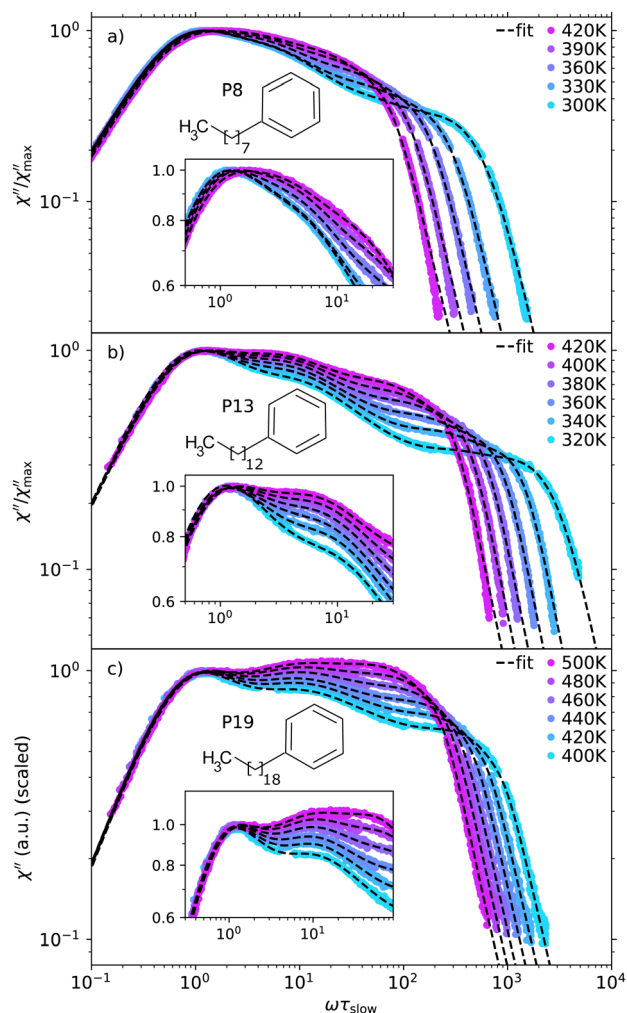 a)
fit
420K
390K
360K
330K
300K
P8
H₃C
[ ]₇
χ''/χ''max
10⁰
10⁻¹
1.0
0.8
0.6
10⁰ 10¹
b)
fit
420K
400K
380K
360K
340K
320K
P13
H₃C
[ ]₁₂
χ''/χ''max
10⁰
10⁻¹
1.0
0.8
0.6
10⁰ 10¹
c)
fit
500K
480K
460K
440K
420K
400K
P19
H₃C
[ ]₁₈
χ'' (a.u.) (scaled)
10⁰
10⁻¹
1.0
0.8
0.6
10⁰ 10¹
10⁻¹ 10⁰ 10¹ 10² 10³ 10⁴
ωτslow